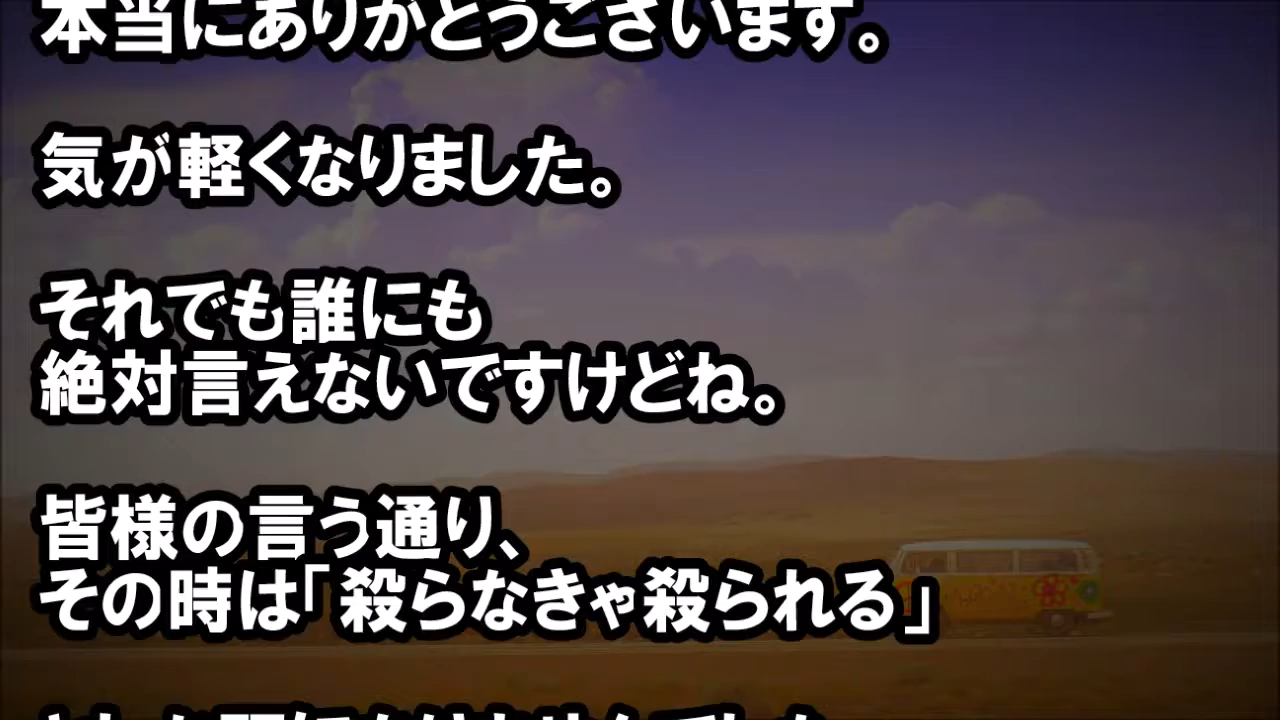 本当にありがとうございます。
気が軽くなりました。
それでも誰にも
絶対言えないですけどね。
皆様の言う通り、
その時は「殺らなきゃ殺られる」